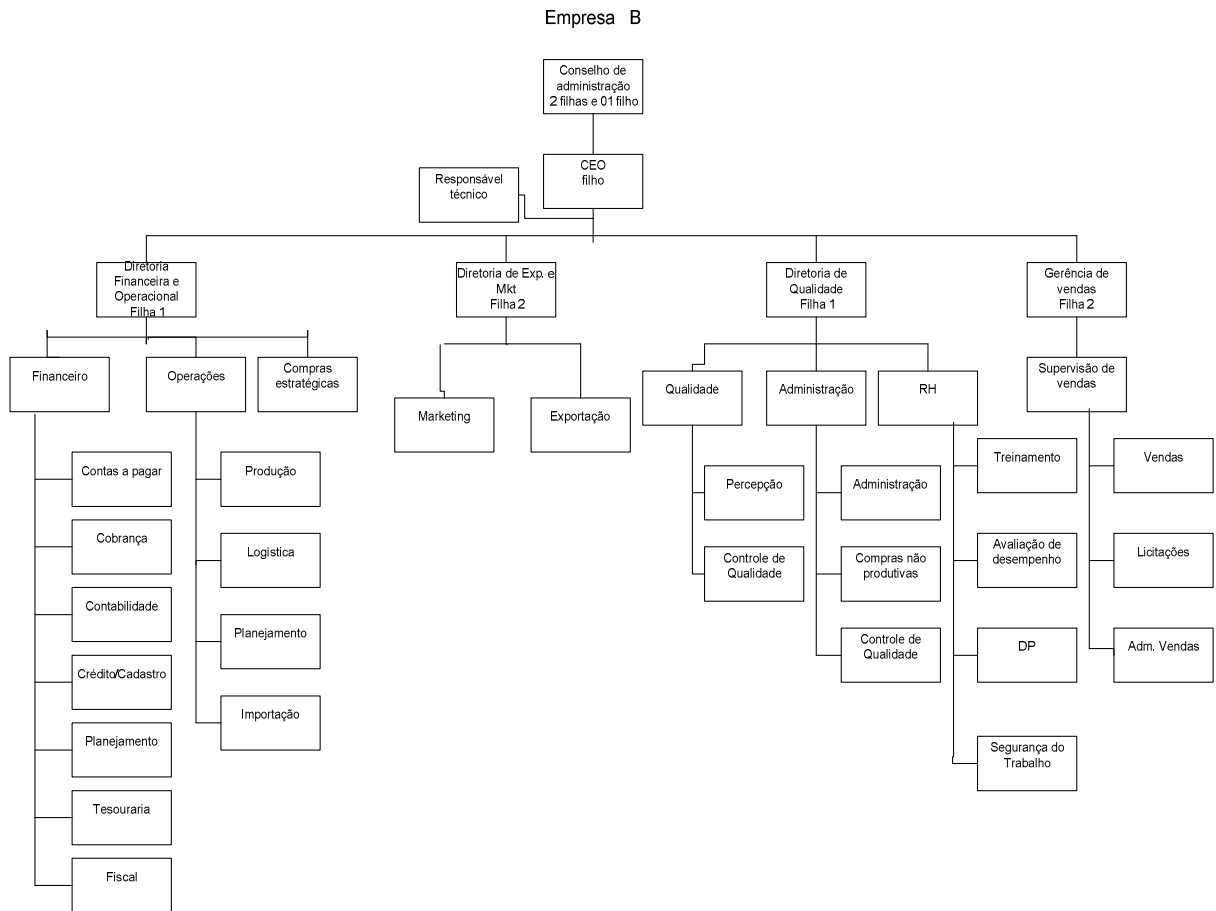 Empresa B
Conselho de
administração
2 filhas e 01 filho
CEO
filho
Responsável
técnico
Diretoria
Financeira e
Operacional
Filha 1
Diretoria de Exp. e
Mkt
Filha 2
Diretoria de
Qualidade
Filha 1
Gerência de
vendas
Filha 2
Financeiro
Operações
Compras
estratégicas
Marketing
Exportação
Qualidade
Administração
RH
Supervisão de
vendas
Contas a pagar
Cobrança
Contabilidade
Crédito/Cadastro
Planejamento
Tesouraria
Fiscal
Produção
Logística
Planejamento
Importação
Percepção
Controle de
Qualidade
Administração
Compras não
produtivas
Controle de
Qualidade
Treinamento
Avaliação de
desempenho
DP
Segurança do
Trabalho
Vendas
Licitações
Adm. Vendas